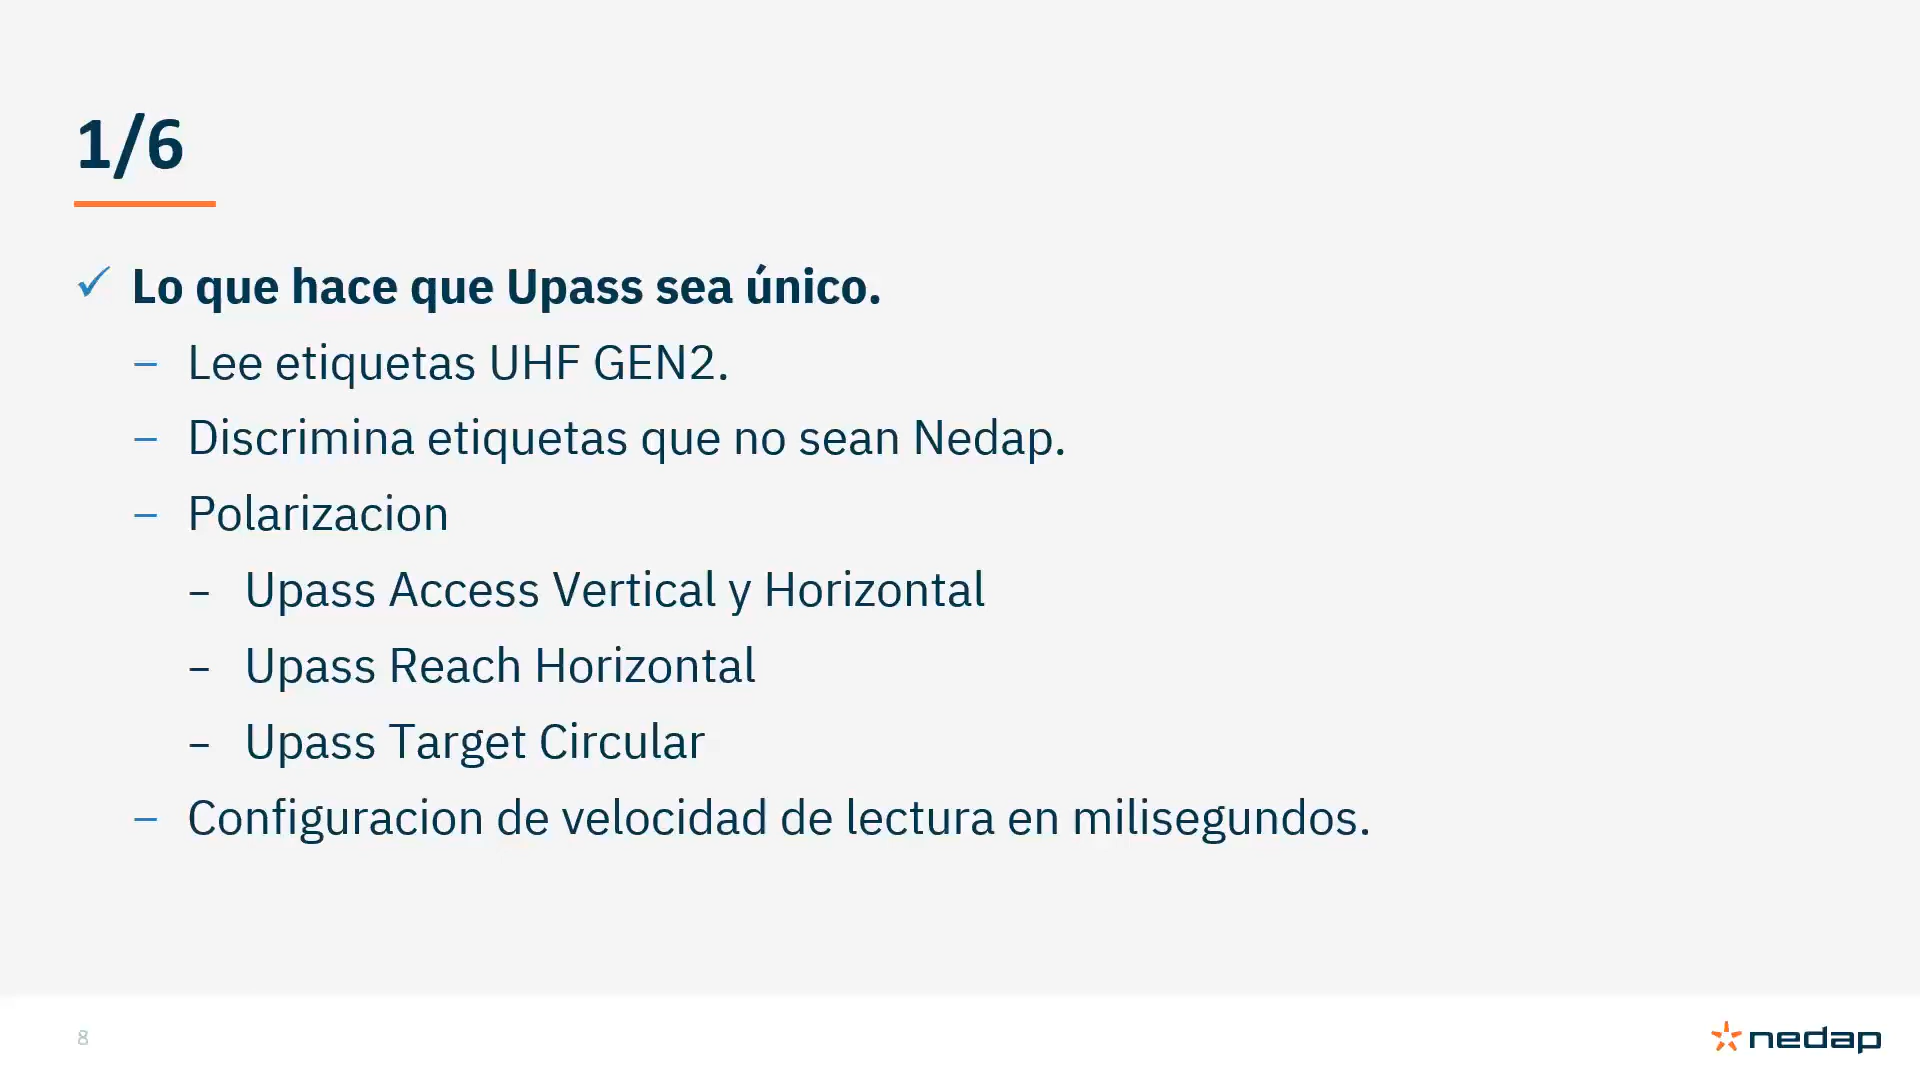 1/6
✓ Lo que hace que Upass sea único.
– Lee etiquetas UHF GEN2.
– Discrimina etiquetas que no sean Nedap.
– Polarizacion
– Upass Access Vertical y Horizontal
– Upass Reach Horizontal
– Upass Target Circular
– Configuracion de velocidad de lectura en milisegundos.
8
nedap